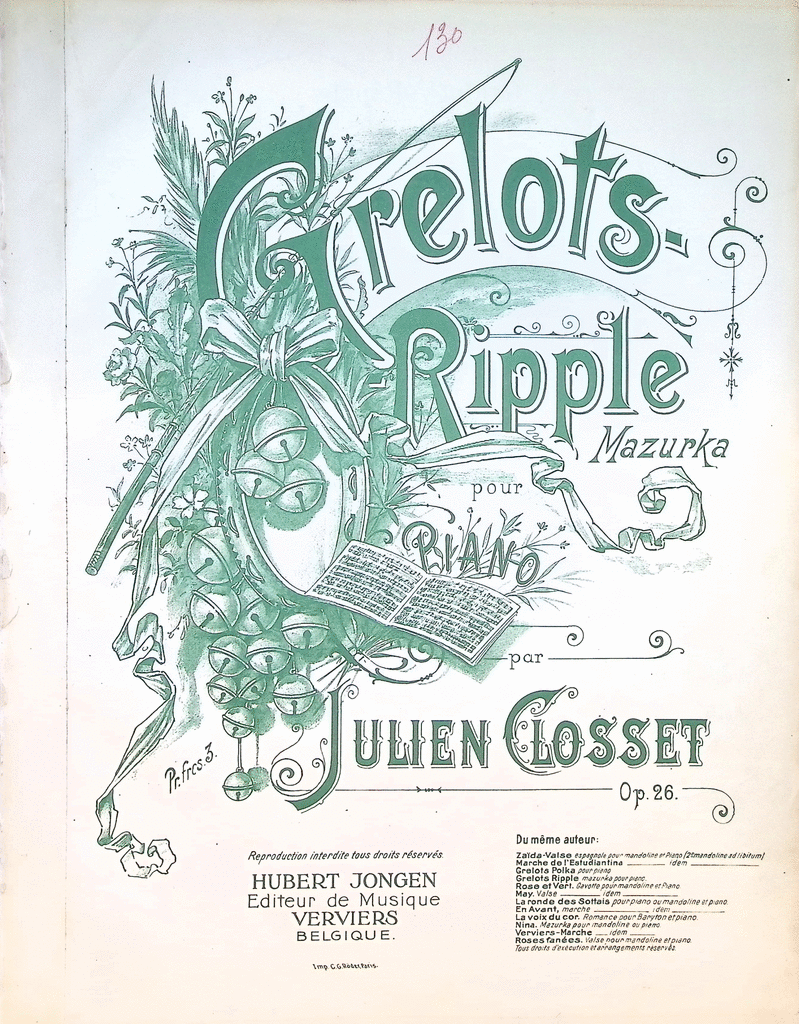 130
Grelots-
Ripple
Mazurka
pour
PIANO
par
JULIEN CLOSSET
Op. 26.
Pr. frcs. 3.
Reproduction interdite tous droits réservés.
HUBERT JONGEN
Editeur de Musique
VERVIERS
BELGIQUE.
Imp. C.G. Röder, Paris.
Du même auteur:
Zaïda-Valse espagnole pour mandoline et Piano (2e mandoline ad libitum)
Marche de l'Estudiantina idem
Grelots Polka pour piano
Grelots Ripple mazurka pour piano.
Rose et Vert. Gavotte pour mandoline et Piano.
May. Valse idem
La ronde des Sottais pour piano ou mandoline et piano.
En Avant, marche idem
La voix du cor. Romance pour Baryton et piano.
Nina. Mazurka pour mandoline ou piano.
Verviers-Marche idem
Roses fanées. Valse pour mandoline et piano.
Tous droits d'exécution et arrangements réservés.